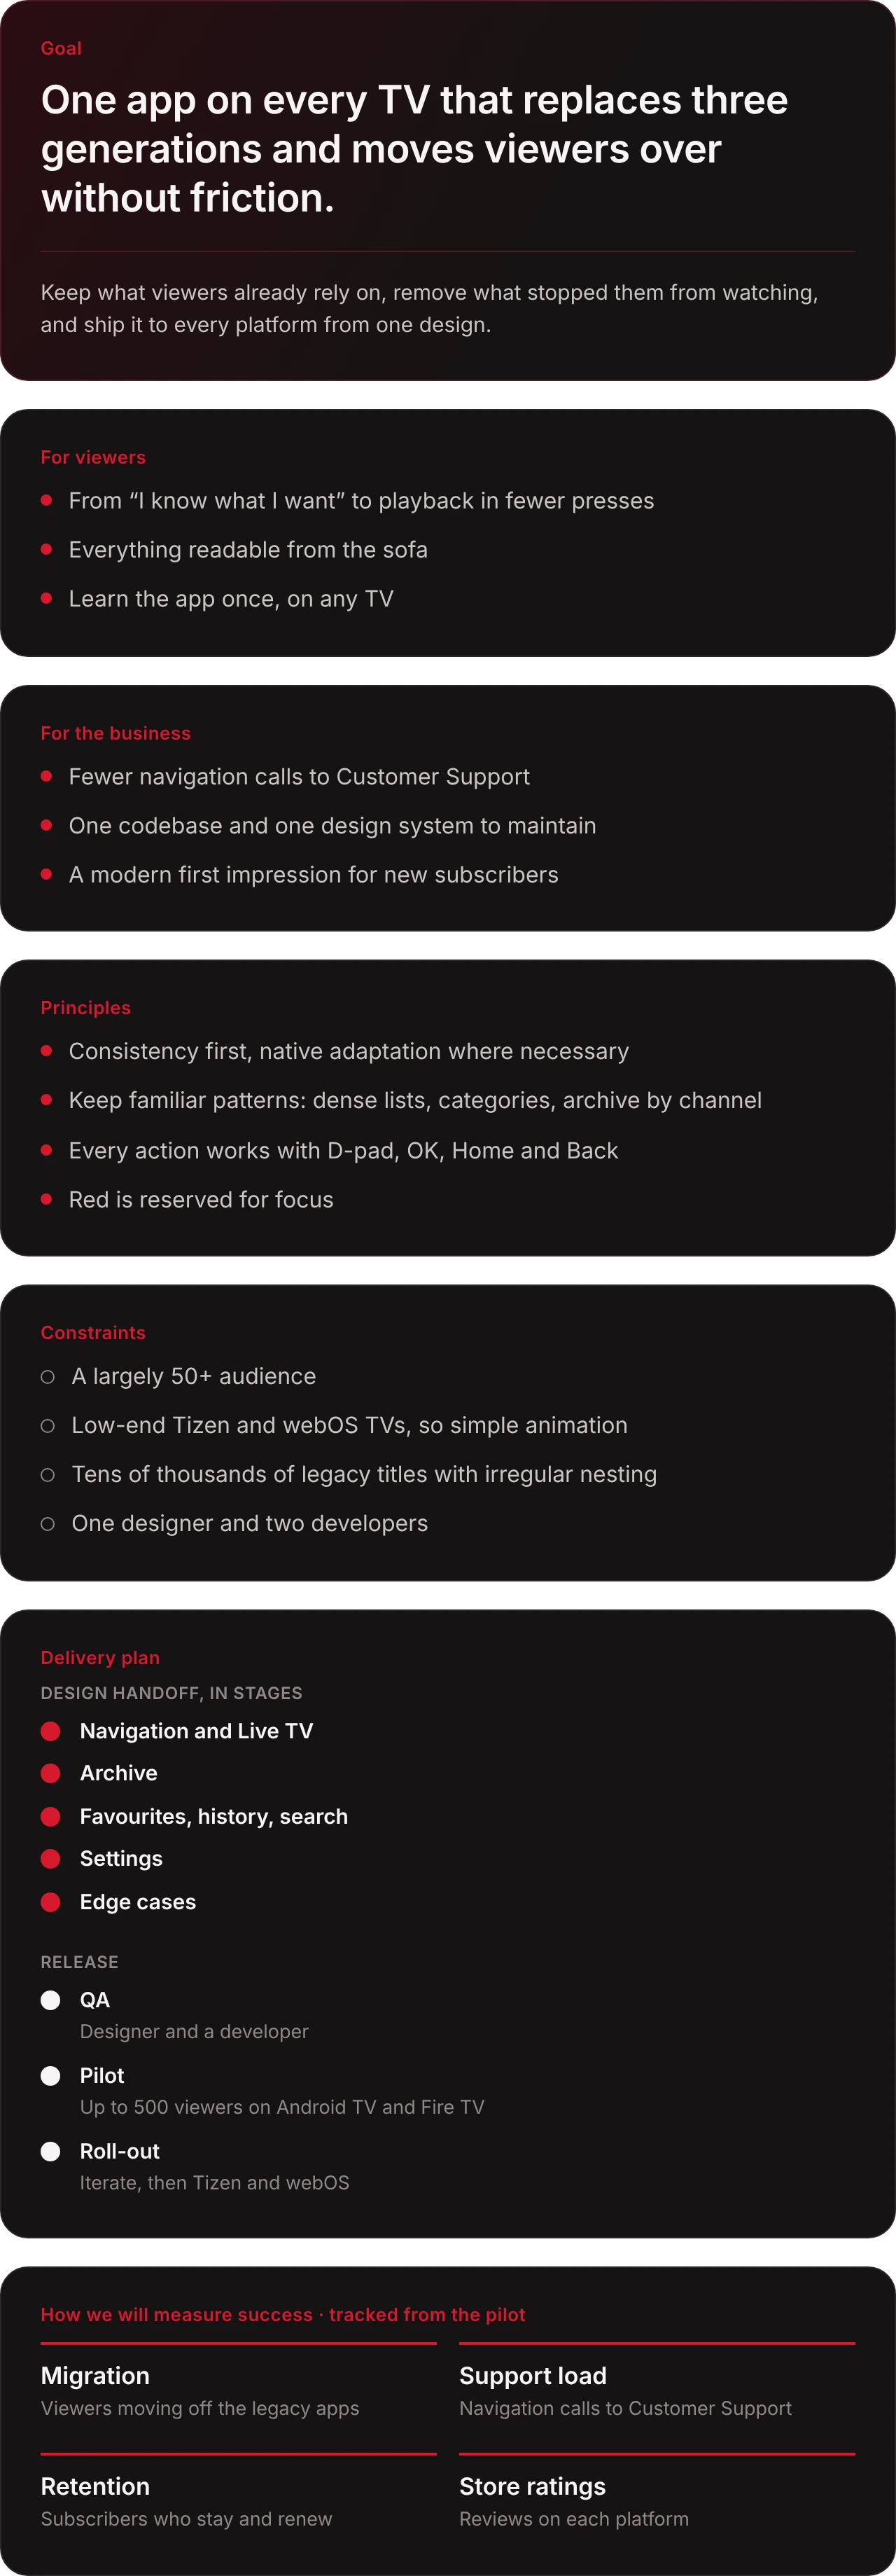 Goal
One app on every TV that replaces three
generations and moves viewers over
without friction.
Keep what viewers already rely on, remove what stopped them from watching,
and ship it to every platform from one design.
For viewers
From “I know what I want” to playback in fewer presses
Everything readable from the sofa
Learn the app once, on any TV
For the business
Fewer navigation calls to Customer Support
One codebase and one design system to maintain
A modern first impression for new subscribers
Principles
Consistency first, native adaptation where necessary
Keep familiar patterns: dense lists, categories, archive by channel
Every action works with D-pad, OK, Home and Back
Red is reserved for focus
Constraints
A largely 50+ audience
Low-end Tizen and webOS TVs, so simple animation
Tens of thousands of legacy titles with irregular nesting
One designer and two developers
Delivery plan
DESIGN HANDOFF, IN STAGES
Navigation and Live TV
Archive
Favourites, history, search
Settings
Edge cases
RELEASE
QA
Designer and a developer
Pilot
Up to 500 viewers on Android TV and Fire TV
Roll-out
Iterate, then Tizen and webOS
How we will measure success · tracked from the pilot
Migration
Viewers moving off the legacy apps
Support load
Navigation calls to Customer Support
Retention
Subscribers who stay and renew
Store ratings
Reviews on each platform